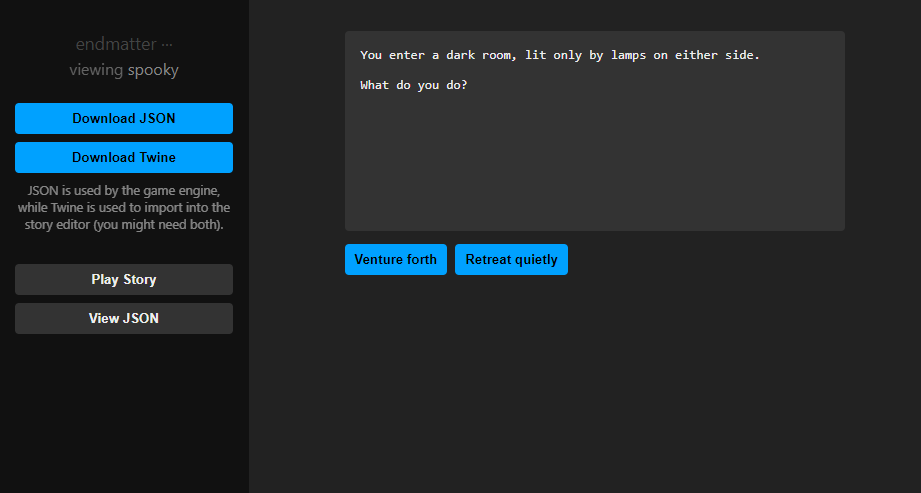 endmatter ···
viewing spooky
Download JSON
Download Twine
JSON is used by the game engine,
while Twine is used to import into the
story editor (you might need both).
Play Story
View JSON
You enter a dark room, lit only by lamps on either side.
What do you do?
Venture forth
Retreat quietly